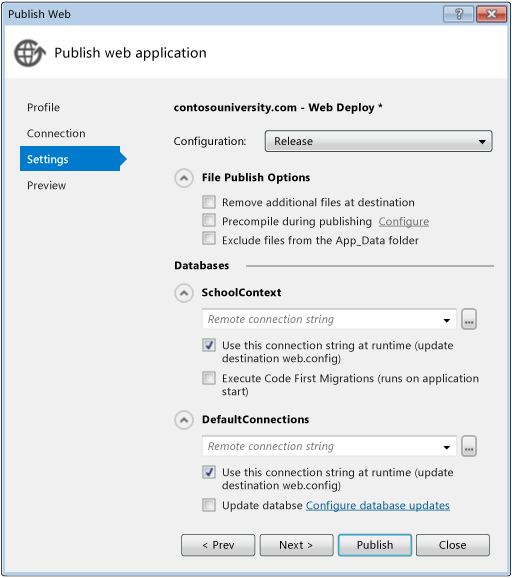 Publish Web
Publish web application
Profile
Connection
Settings
Preview
contosouniversity.com - Web Deploy *
Configuration: Release
File Publish Options
Remove additional files at destination
Precompile during publishing Configure
Exclude files from the App_Data folder
Databases
SchoolContext
Remote connection string ...
Use this connection string at runtime (update
destination web.config)
Execute Code First Migrations (runs on application
start)
DefaultConnections
Remote connection string ...
Use this connection string at runtime (update
destination web.config)
Update databse Configure database updates
< Prev Next > Publish Close